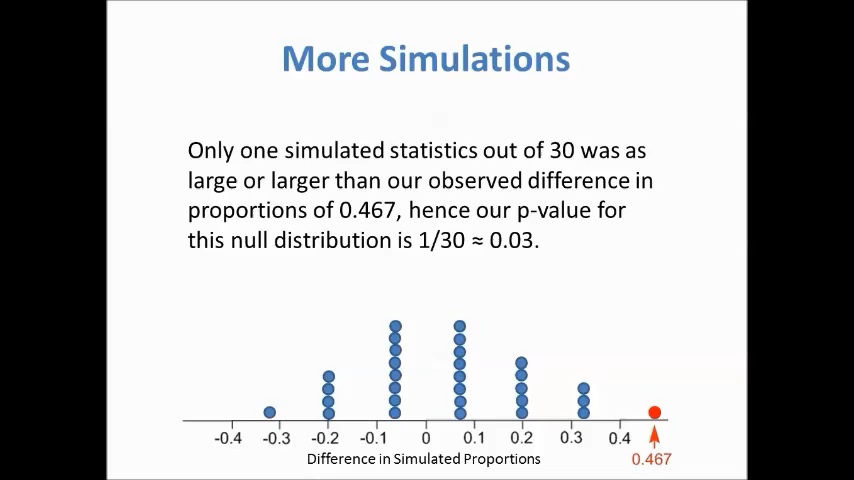 More Simulations
Only one simulated statistics out of 30 was as
large or larger than our observed difference in
proportions of 0.467, hence our p-value for
this null distribution is 1/30 ≈ 0.03.
-0.4 -0.3 -0.2 -0.1 0 0.1 0.2 0.3 0.4
Difference in Simulated Proportions
0.467